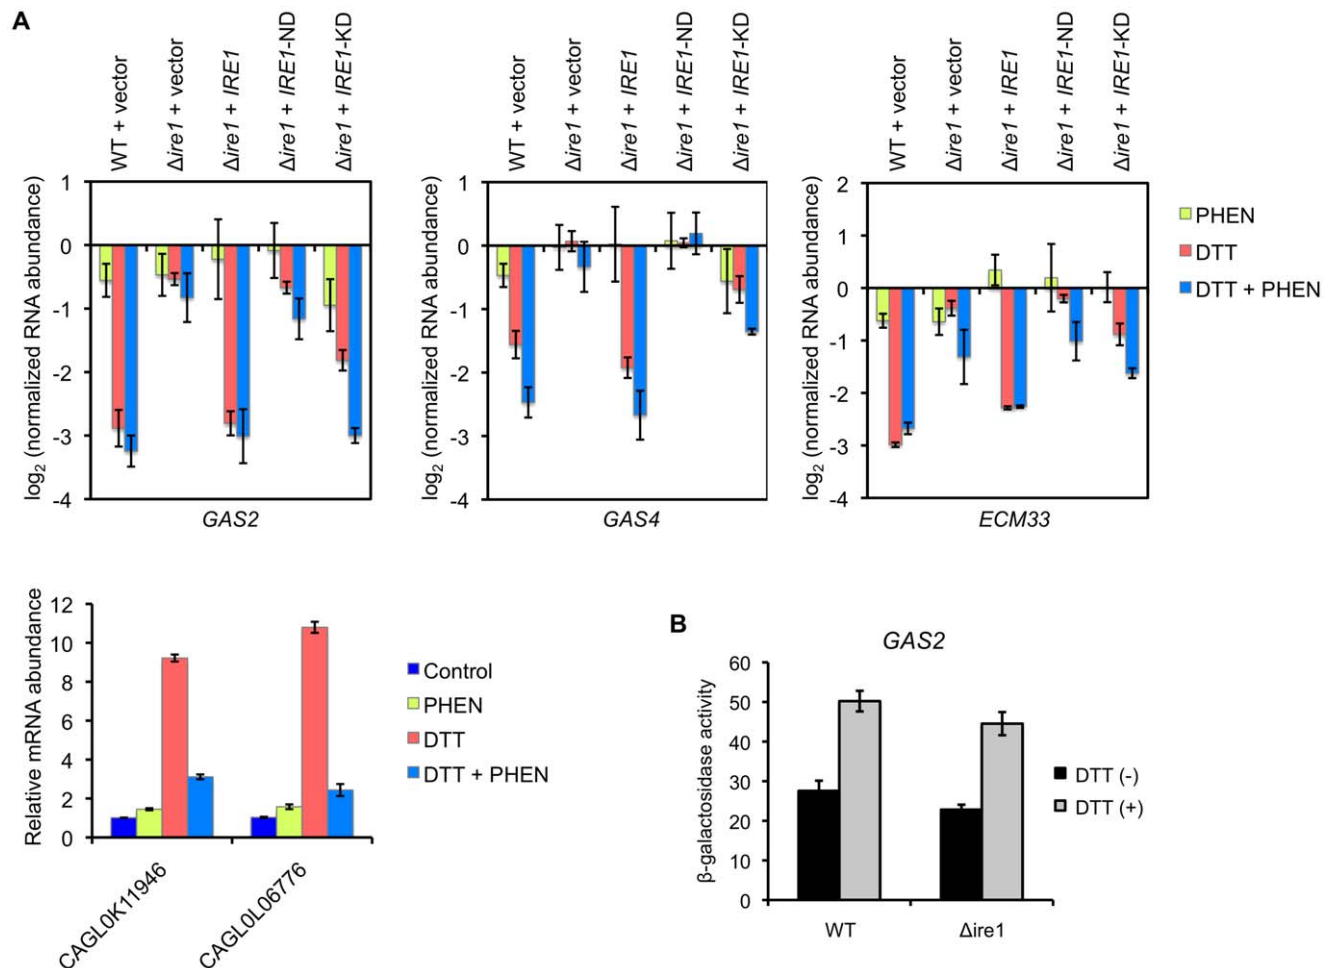 A
WT + vector
Δire1 + vector
Δire1 + IRE1
Δire1 + IRE1-ND
Δire1 + IRE1-KD
log2 (normalized RNA abundance)
1
0
-1
-2
-3
-4
GAS2
WT + vector
Δire1 + vector
Δire1 + IRE1
Δire1 + IRE1-ND
Δire1 + IRE1-KD
log2 (normalized RNA abundance)
1
0
-1
-2
-3
-4
GAS4
WT + vector
Δire1 + vector
Δire1 + IRE1
Δire1 + IRE1-ND
Δire1 + IRE1-KD
log2 (normalized RNA abundance)
2
1
0
-1
-2
-3
-4
ECM33
PHEN
DTT
DTT + PHEN
Relative mRNA abundance
12
10
8
6
4
2
0
CAGL0K11946
CAGL0L06776
Control
PHEN
DTT
DTT + PHEN
B
GAS2
β-galactosidase activity
60
50
40
30
20
10
0
WT
Δire1
DTT (-)
DTT (+)